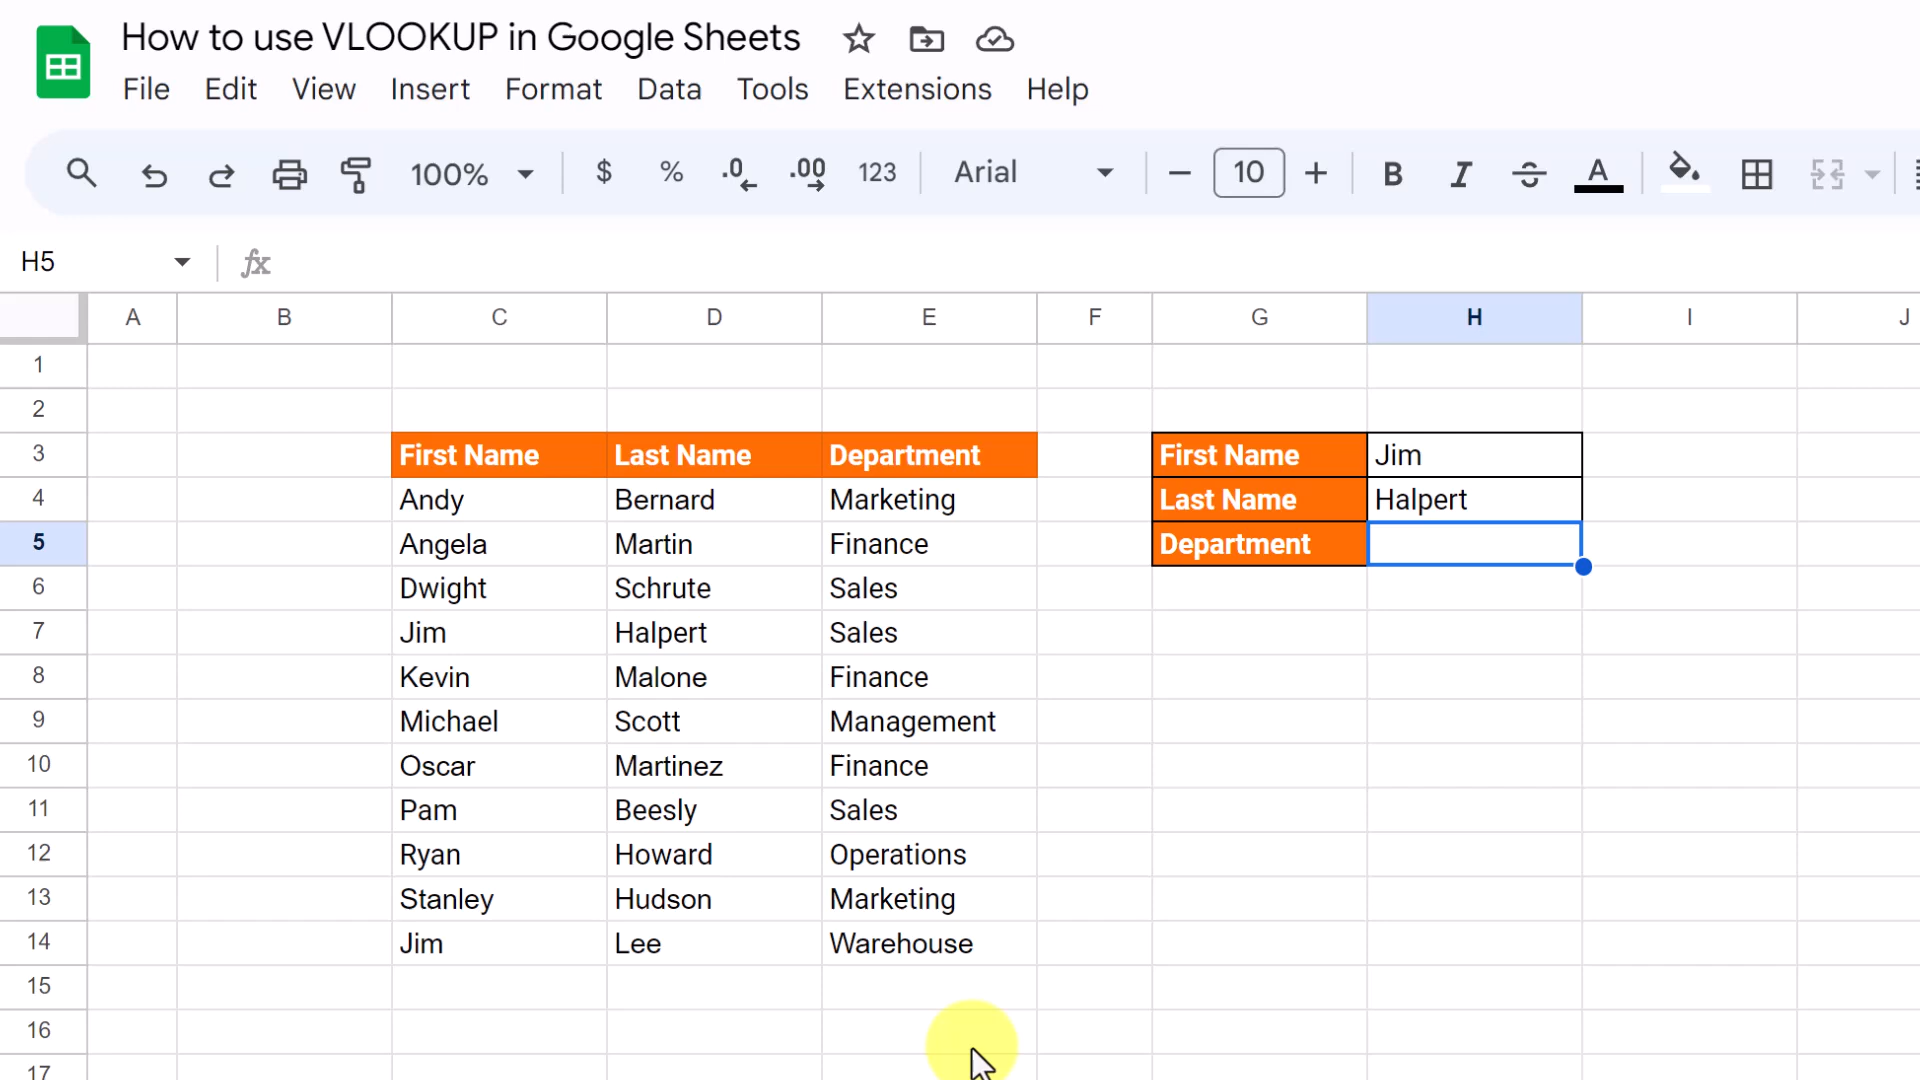 How to use VLOOKUP in Google Sheets
File Edit View Insert Format Data Tools Extensions Help
100% $ % .0 .00 123 Arial 10 B I S A
H5 fx
A B C D E F G H I J
1
2
3 First Name Last Name Department First Name Jim
4 Andy Bernard Marketing Last Name Halpert
5 Angela Martin Finance Department
6 Dwight Schrute Sales
7 Jim Halpert Sales
8 Kevin Malone Finance
9 Michael Scott Management
10 Oscar Martinez Finance
11 Pam Beesly Sales
12 Ryan Howard Operations
13 Stanley Hudson Marketing
14 Jim Lee Warehouse
15
16
17